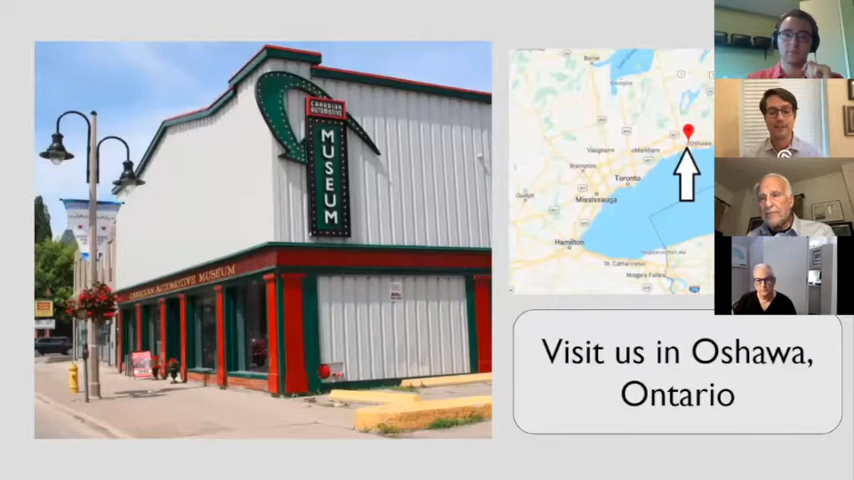 CANADIAN
AUTOMOTIVE
MUSEUM
CANADIAN AUTOMOTIVE MUSEUM
Barrie
Vaughan
Markham
Oshawa
Brampton
Toronto
Mississauga
Guelph
Hamilton
St. Catharines
Niagara Falls
Visit us in Oshawa,
Ontario